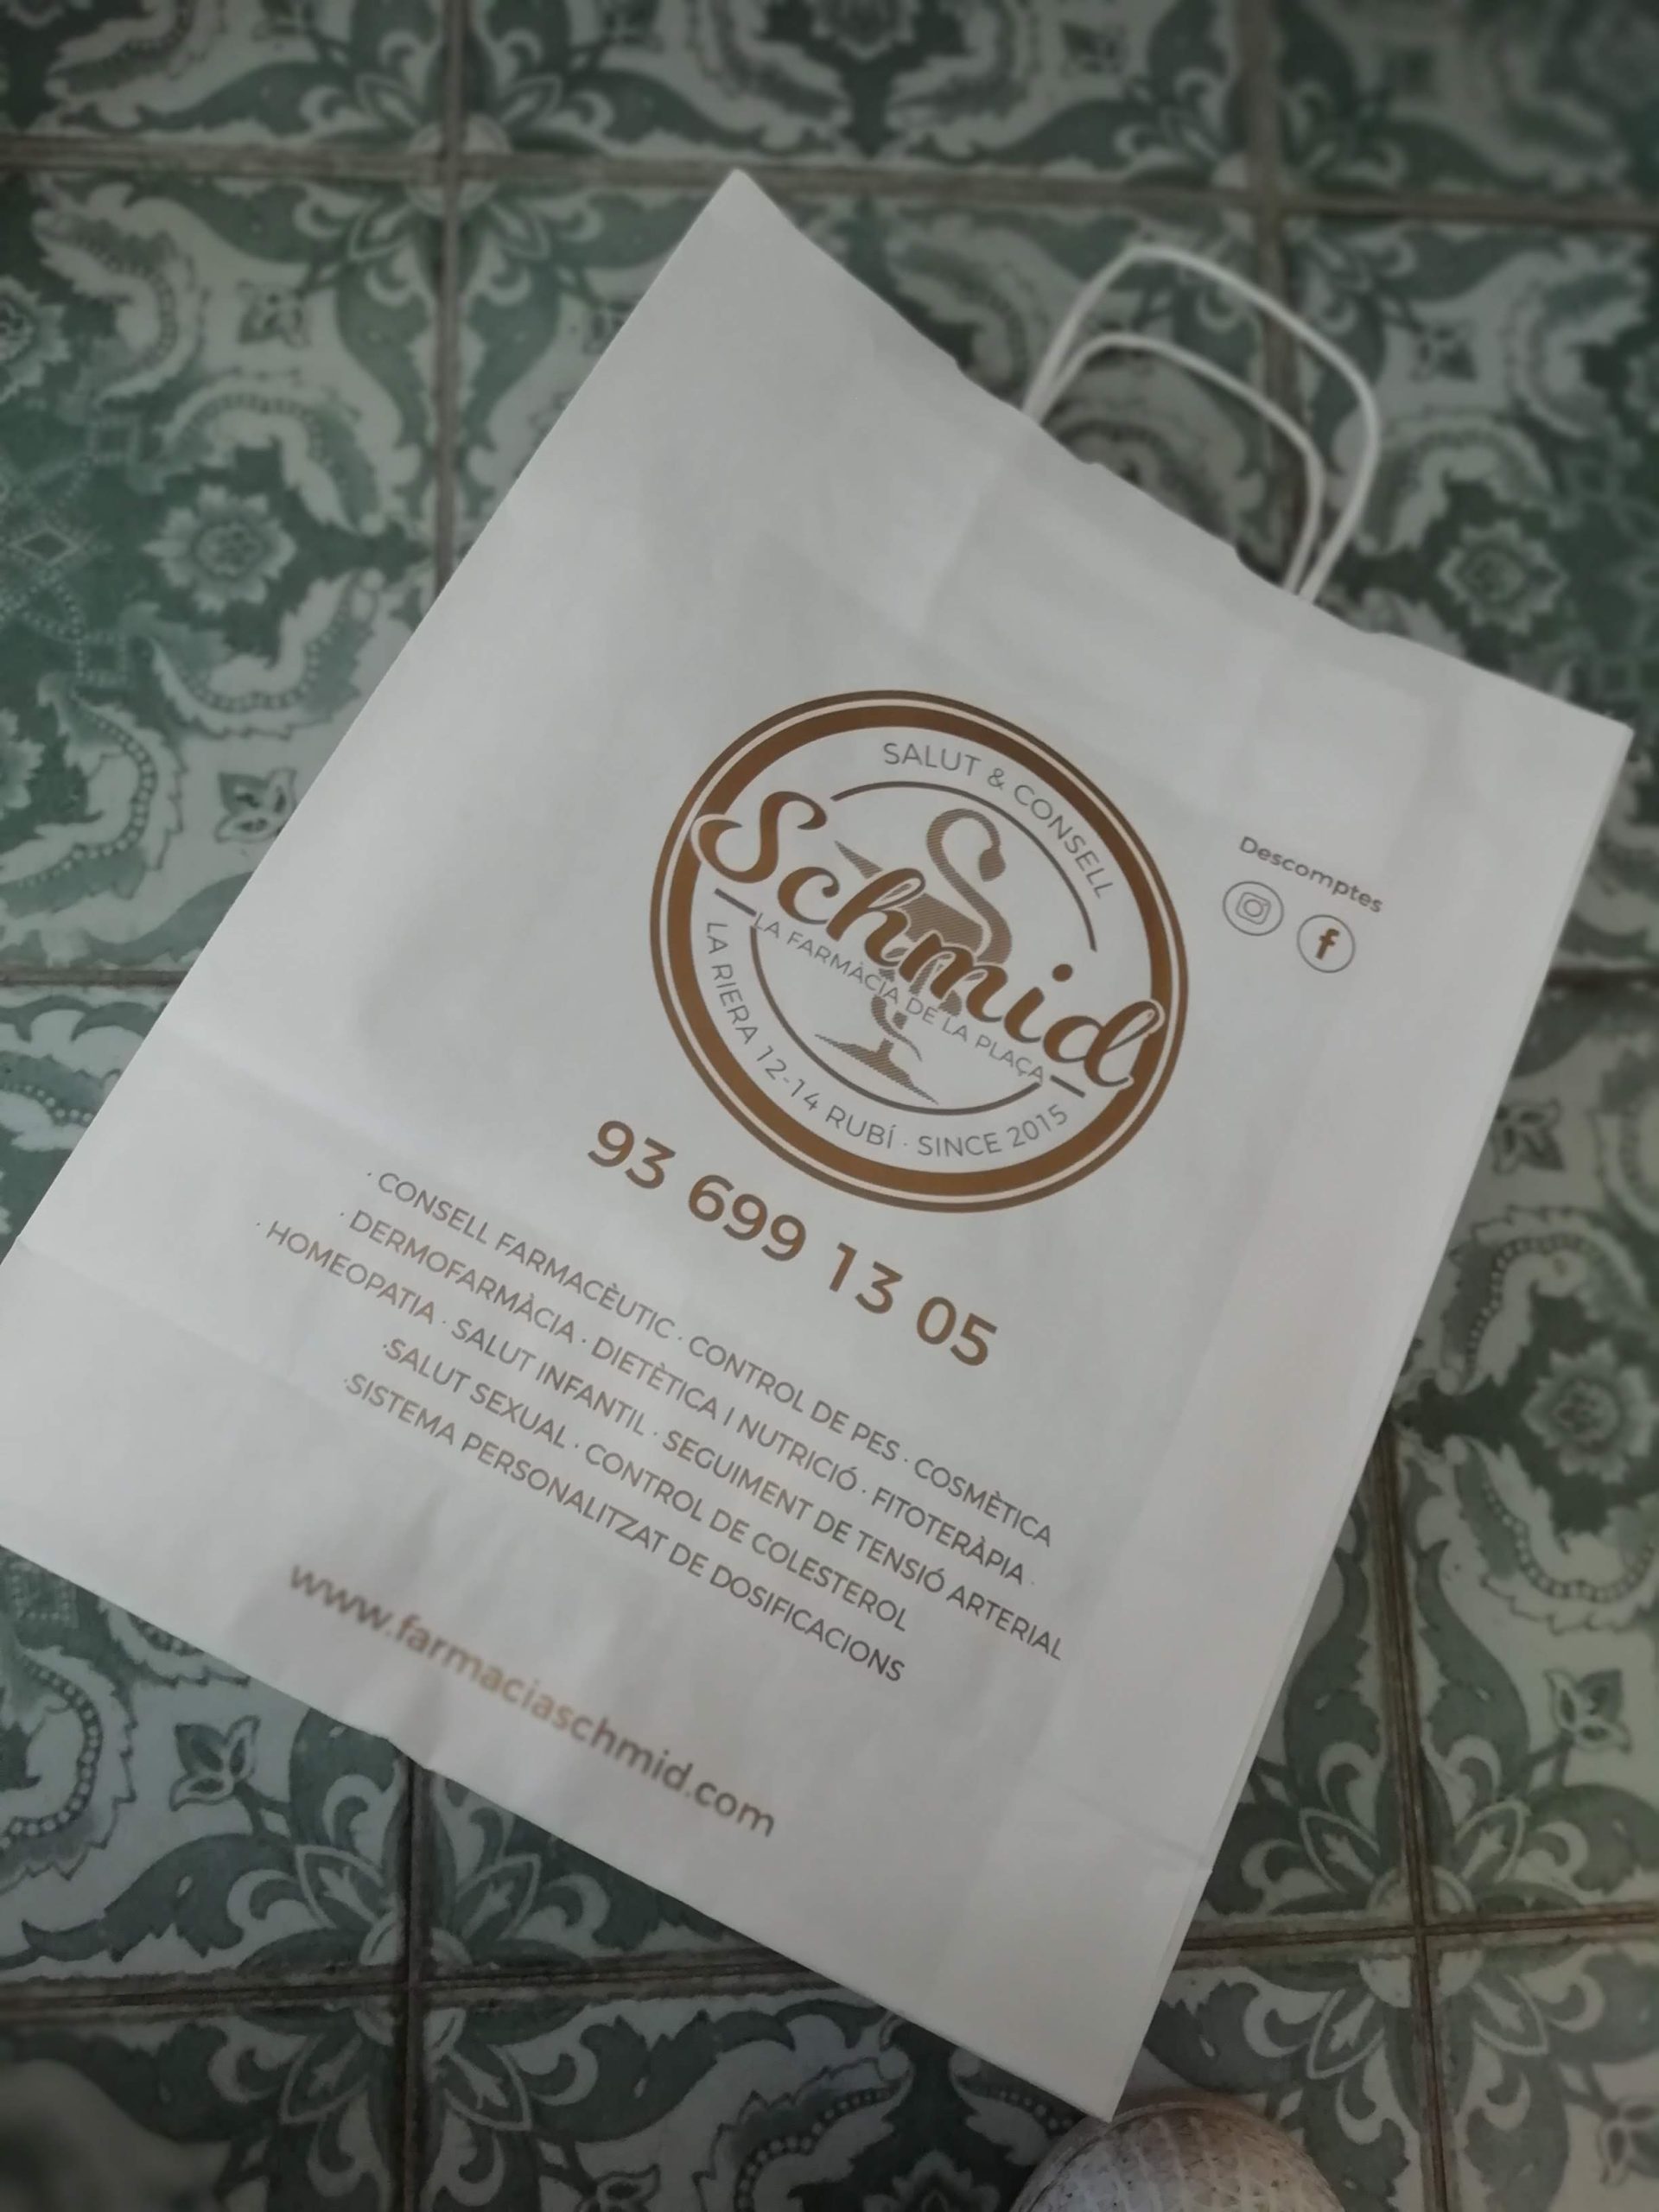 SALUT & CONSELL
Schmid
LA FARMÀCIA DE LA PLAÇA
LA RIERA 12-14 RUBÍ · SINCE 2015
Descomptes
93 699 13 05
· CONSELL FARMACÈUTIC · CONTROL DE PES · COSMÈTICA
· DERMOFARMÀCIA · DIETÈTICA I NUTRICIÓ · FITOTERÀPIA ·
· HOMEOPATIA · SALUT INFANTIL · SEGUIMENT DE TENSIÓ ARTERIAL
·SALUT SEXUAL · CONTROL DE COLESTEROL
·SISTEMA PERSONALITZAT DE DOSIFICACIONS
www.farmaciaschmid.com